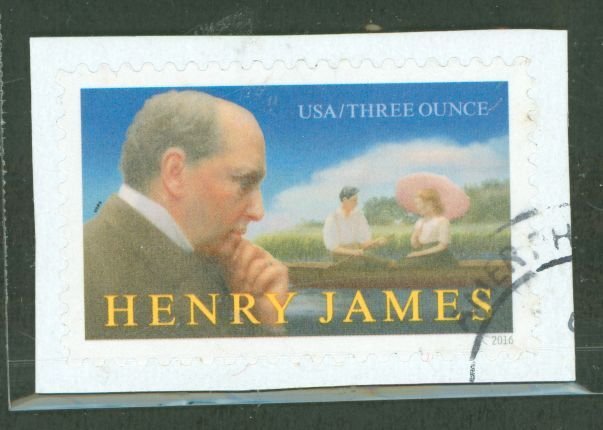 USA/THREE OUNCE
HENRY JAMES
2016